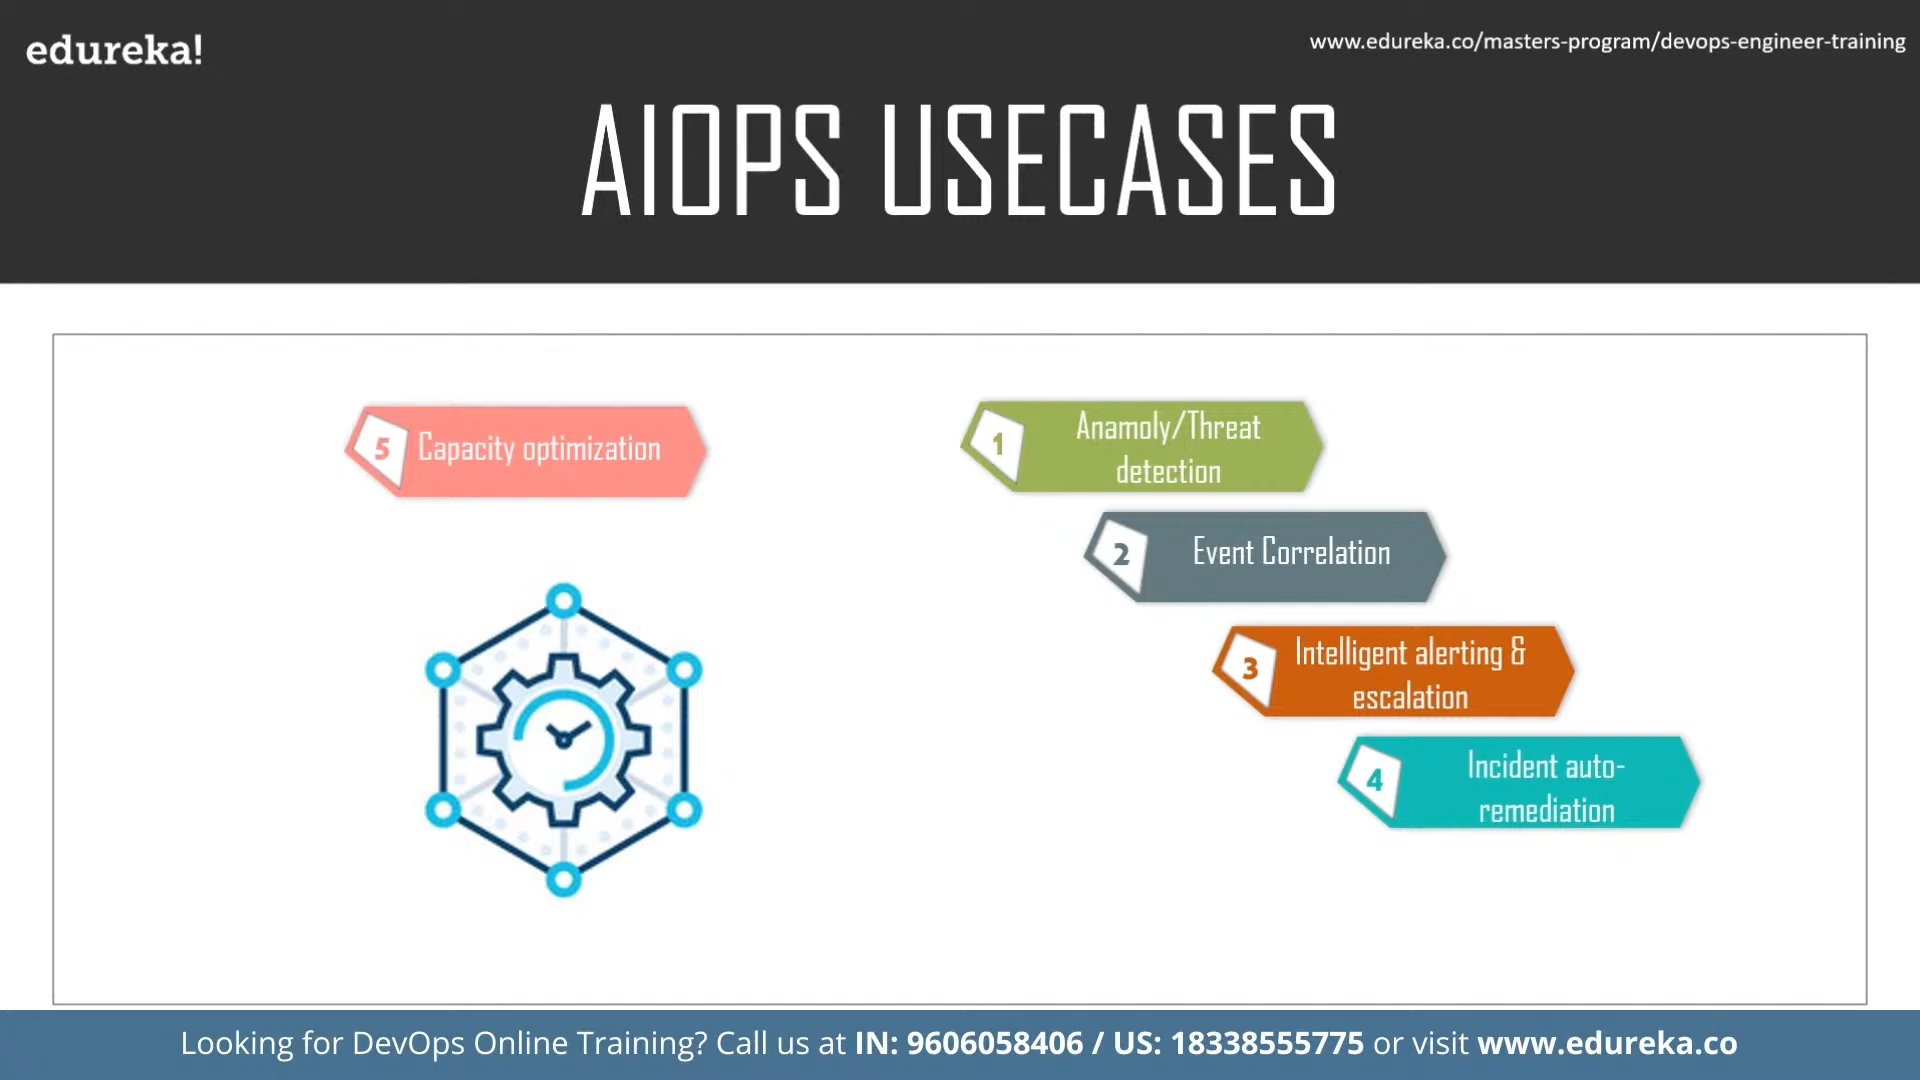 edureka!
www.edureka.co/masters-program/devops-engineer-training
AIOPS USECASES
5 Capacity optimization
1 Anamoly/Threat
detection
2 Event Correlation
3 Intelligent alerting &
escalation
4 Incident auto-
remediation
Looking for DevOps Online Training? Call us at IN: 9606058406 / US: 18338555775 or visit www.edureka.co